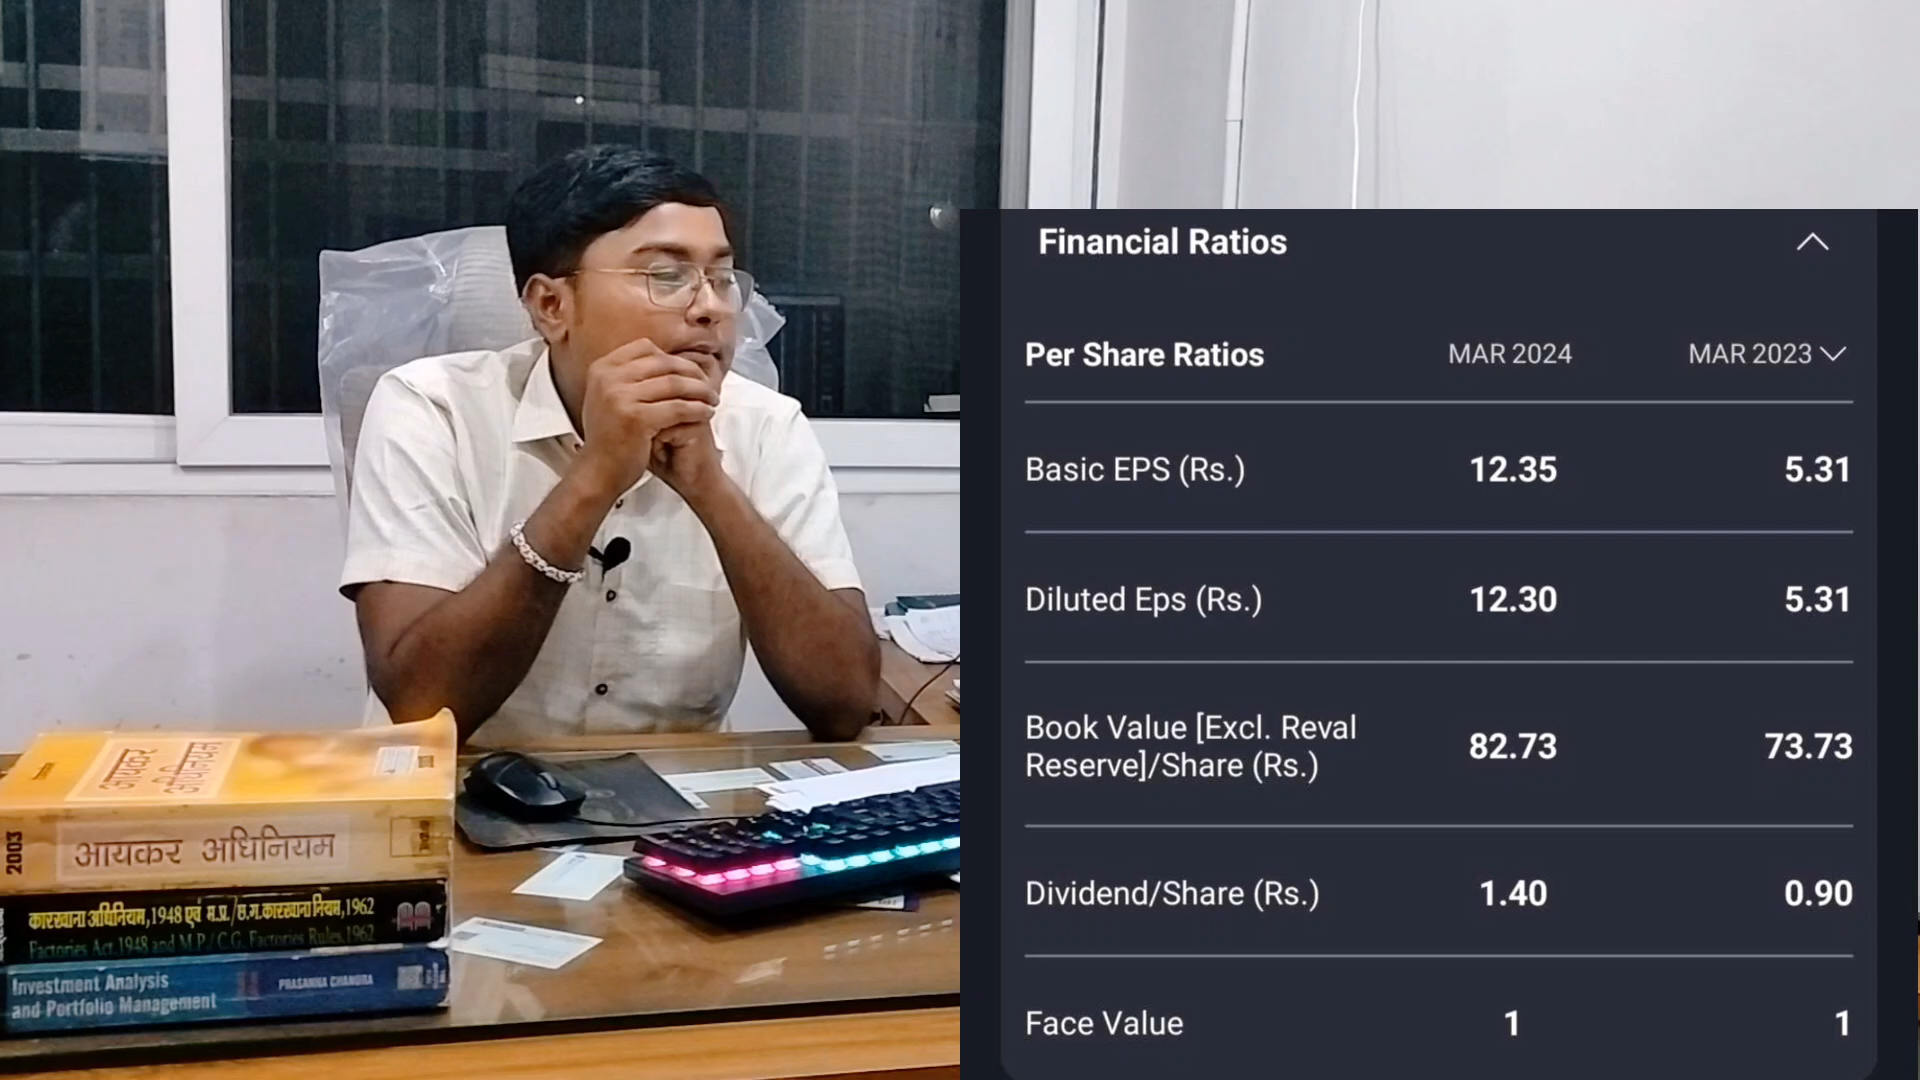 Financial Ratios
Per Share Ratios MAR 2024 MAR 2023
Basic EPS (Rs.) 12.35 5.31
Diluted Eps (Rs.) 12.30 5.31
Book Value [Excl. Reval
Reserve]/Share (Rs.) 82.73 73.73
Dividend/Share (Rs.) 1.40 0.90
Face Value 1 1
आयकर
अधिनियम
2003
आयकर अधिनियम
कारखाना अधिनियम, 1948 एवं म.प्र./छ.ग. कारखाना नियम, 1962
Factories Act 1948 and M.P./C.G. Factories Rules, 1962
Investment Analysis
and Portfolio Management
PRASANNA CHANDRA